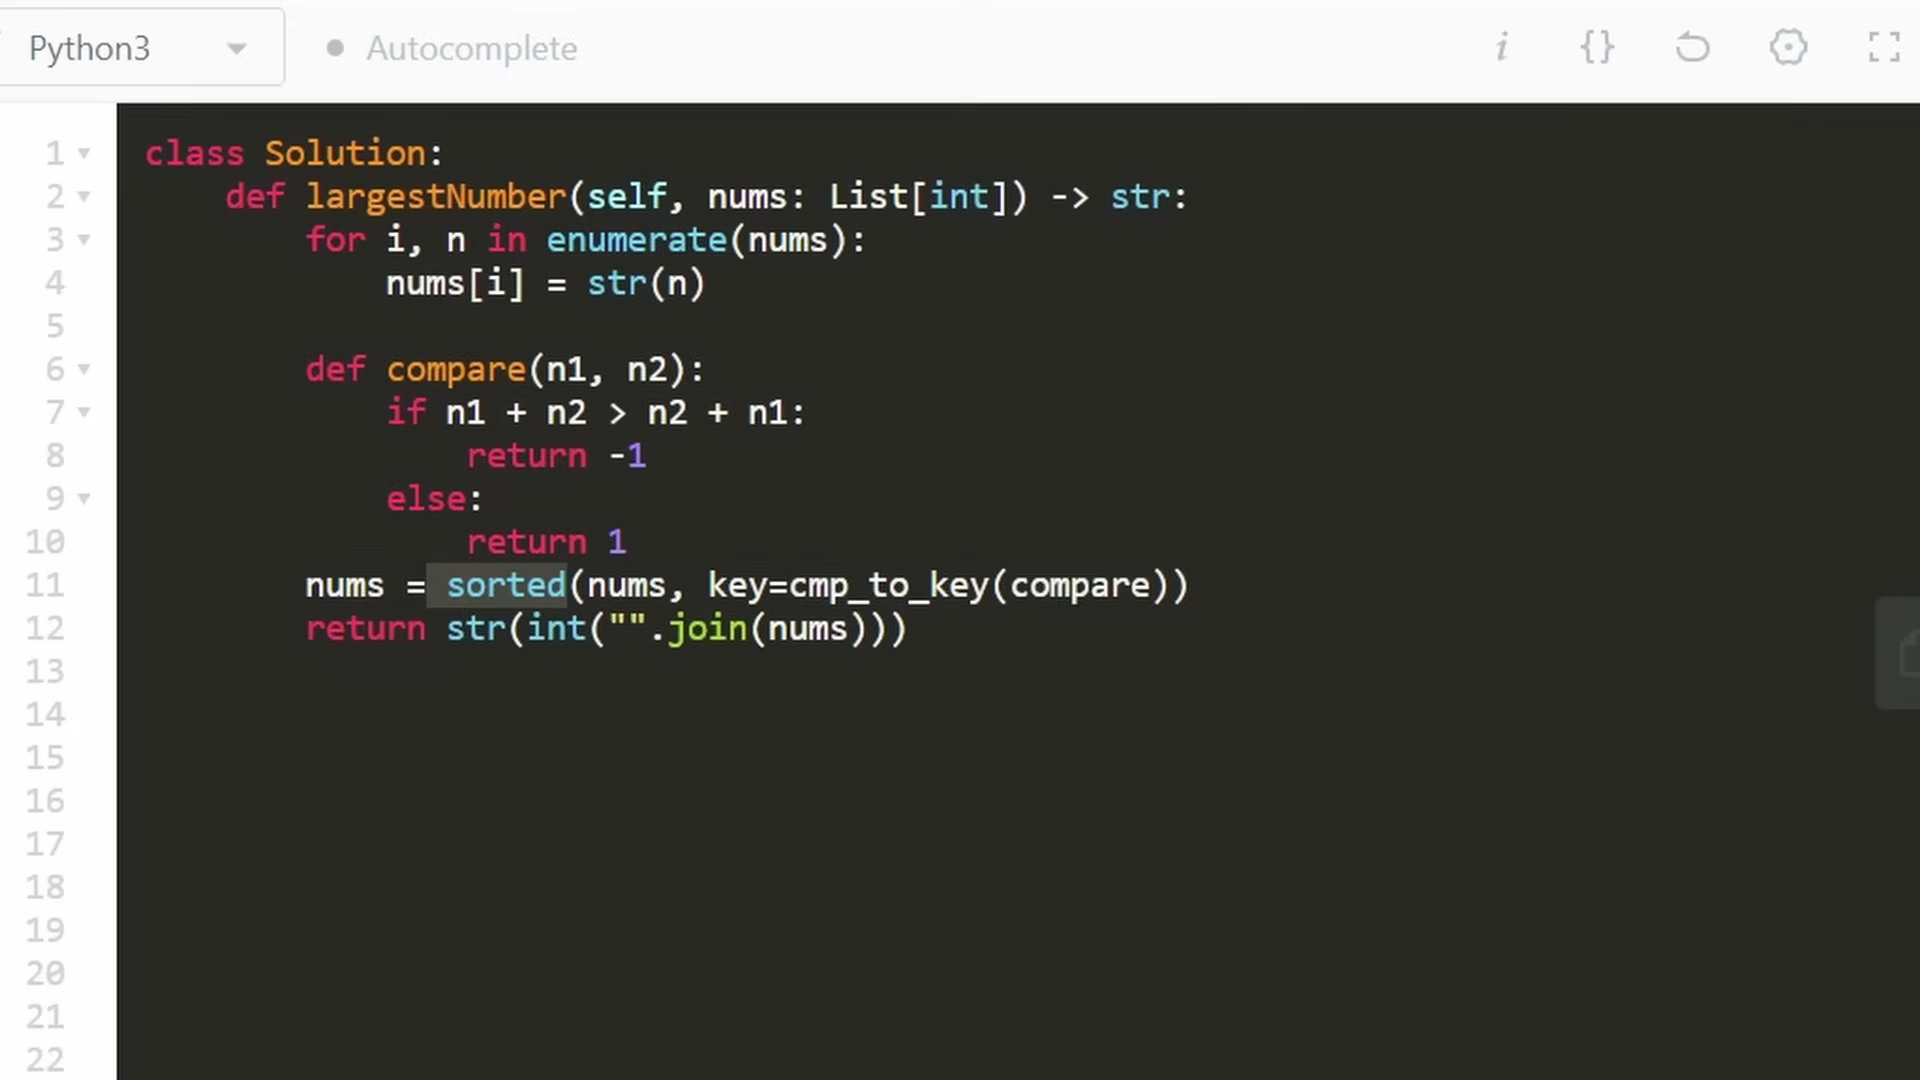 Python3
Autocomplete
i {}
1 class Solution:
2 def largestNumber(self, nums: List[int]) -> str:
3 for i, n in enumerate(nums):
4 nums[i] = str(n)
5
6 def compare(n1, n2):
7 if n1 + n2 > n2 + n1:
8 return -1
9 else:
10 return 1
11 nums = sorted(nums, key=cmp_to_key(compare))
12 return str(int("".join(nums)))
13
14
15
16
17
18
19
20
21
22